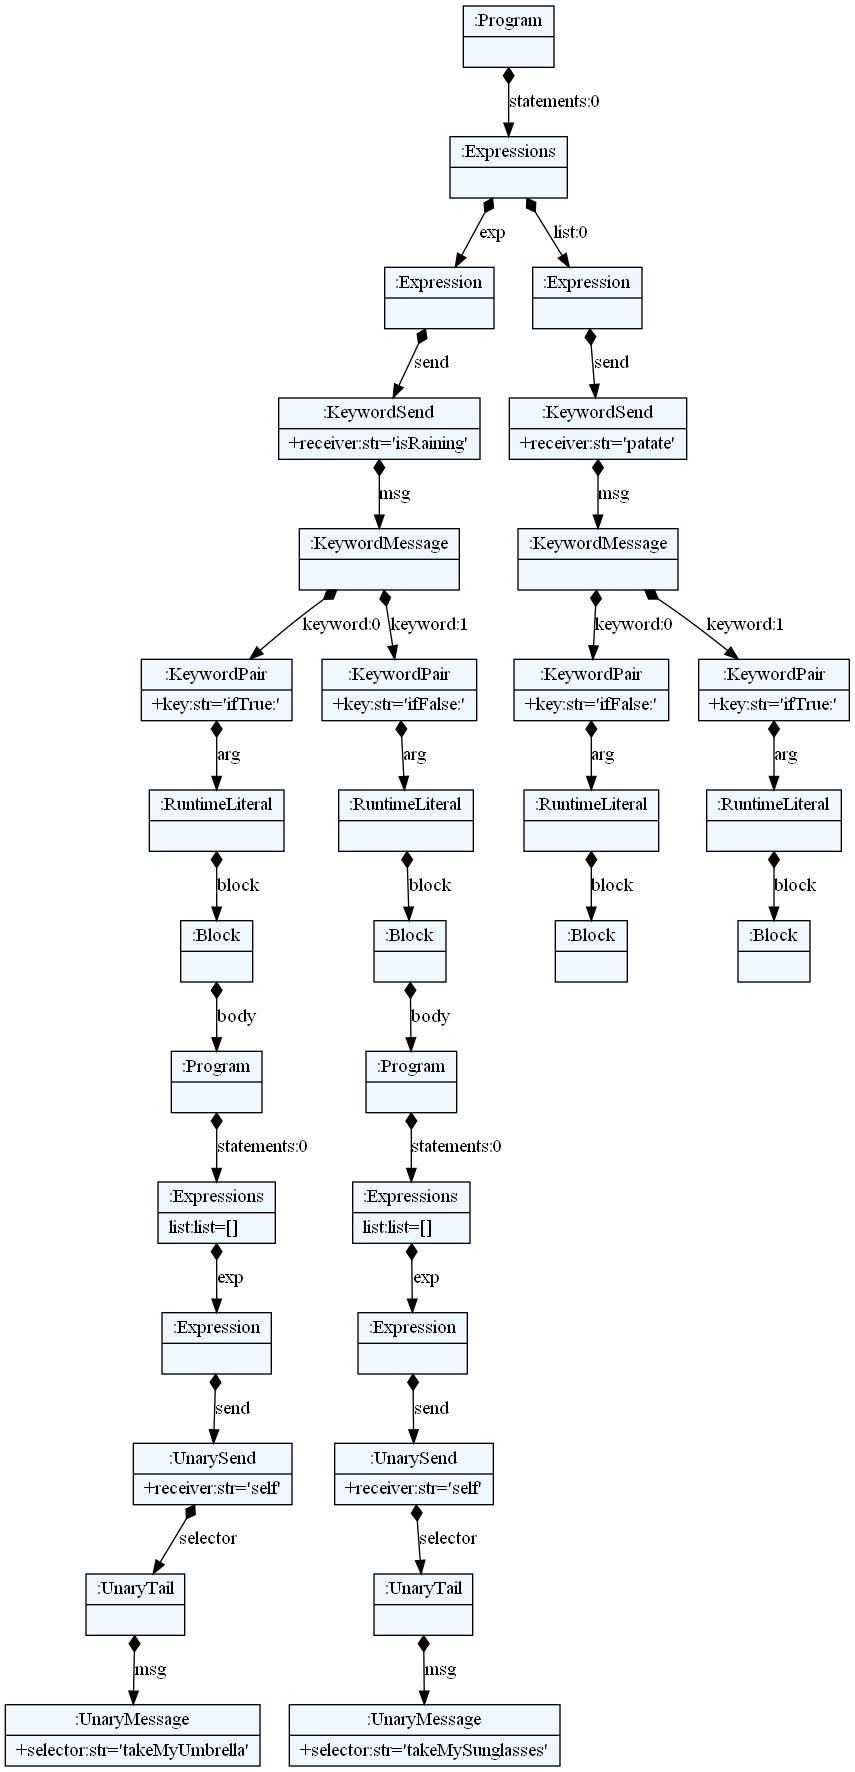 :Program
statements:0
:Expressions
exp
list:0
:Expression
:Expression
send
send
:KeywordSend
+receiver:str='isRaining'
:KeywordSend
+receiver:str='patate'
msg
msg
:KeywordMessage
:KeywordMessage
keyword:0
keyword:1
keyword:0
keyword:1
:KeywordPair
+key:str='ifTrue:'
:KeywordPair
+key:str='ifFalse:'
:KeywordPair
+key:str='ifFalse:'
:KeywordPair
+key:str='ifTrue:'
arg
arg
arg
arg
:RuntimeLiteral
:RuntimeLiteral
:RuntimeLiteral
:RuntimeLiteral
block
block
block
block
:Block
:Block
:Block
:Block
body
body
:Program
:Program
statements:0
statements:0
:Expressions
list:list=[]
:Expressions
list:list=[]
exp
exp
:Expression
:Expression
send
send
:UnarySend
+receiver:str='self'
:UnarySend
+receiver:str='self'
selector
selector
:UnaryTail
:UnaryTail
msg
msg
:UnaryMessage
+selector:str='takeMyUmbrella'
:UnaryMessage
+selector:str='takeMySunglasses'